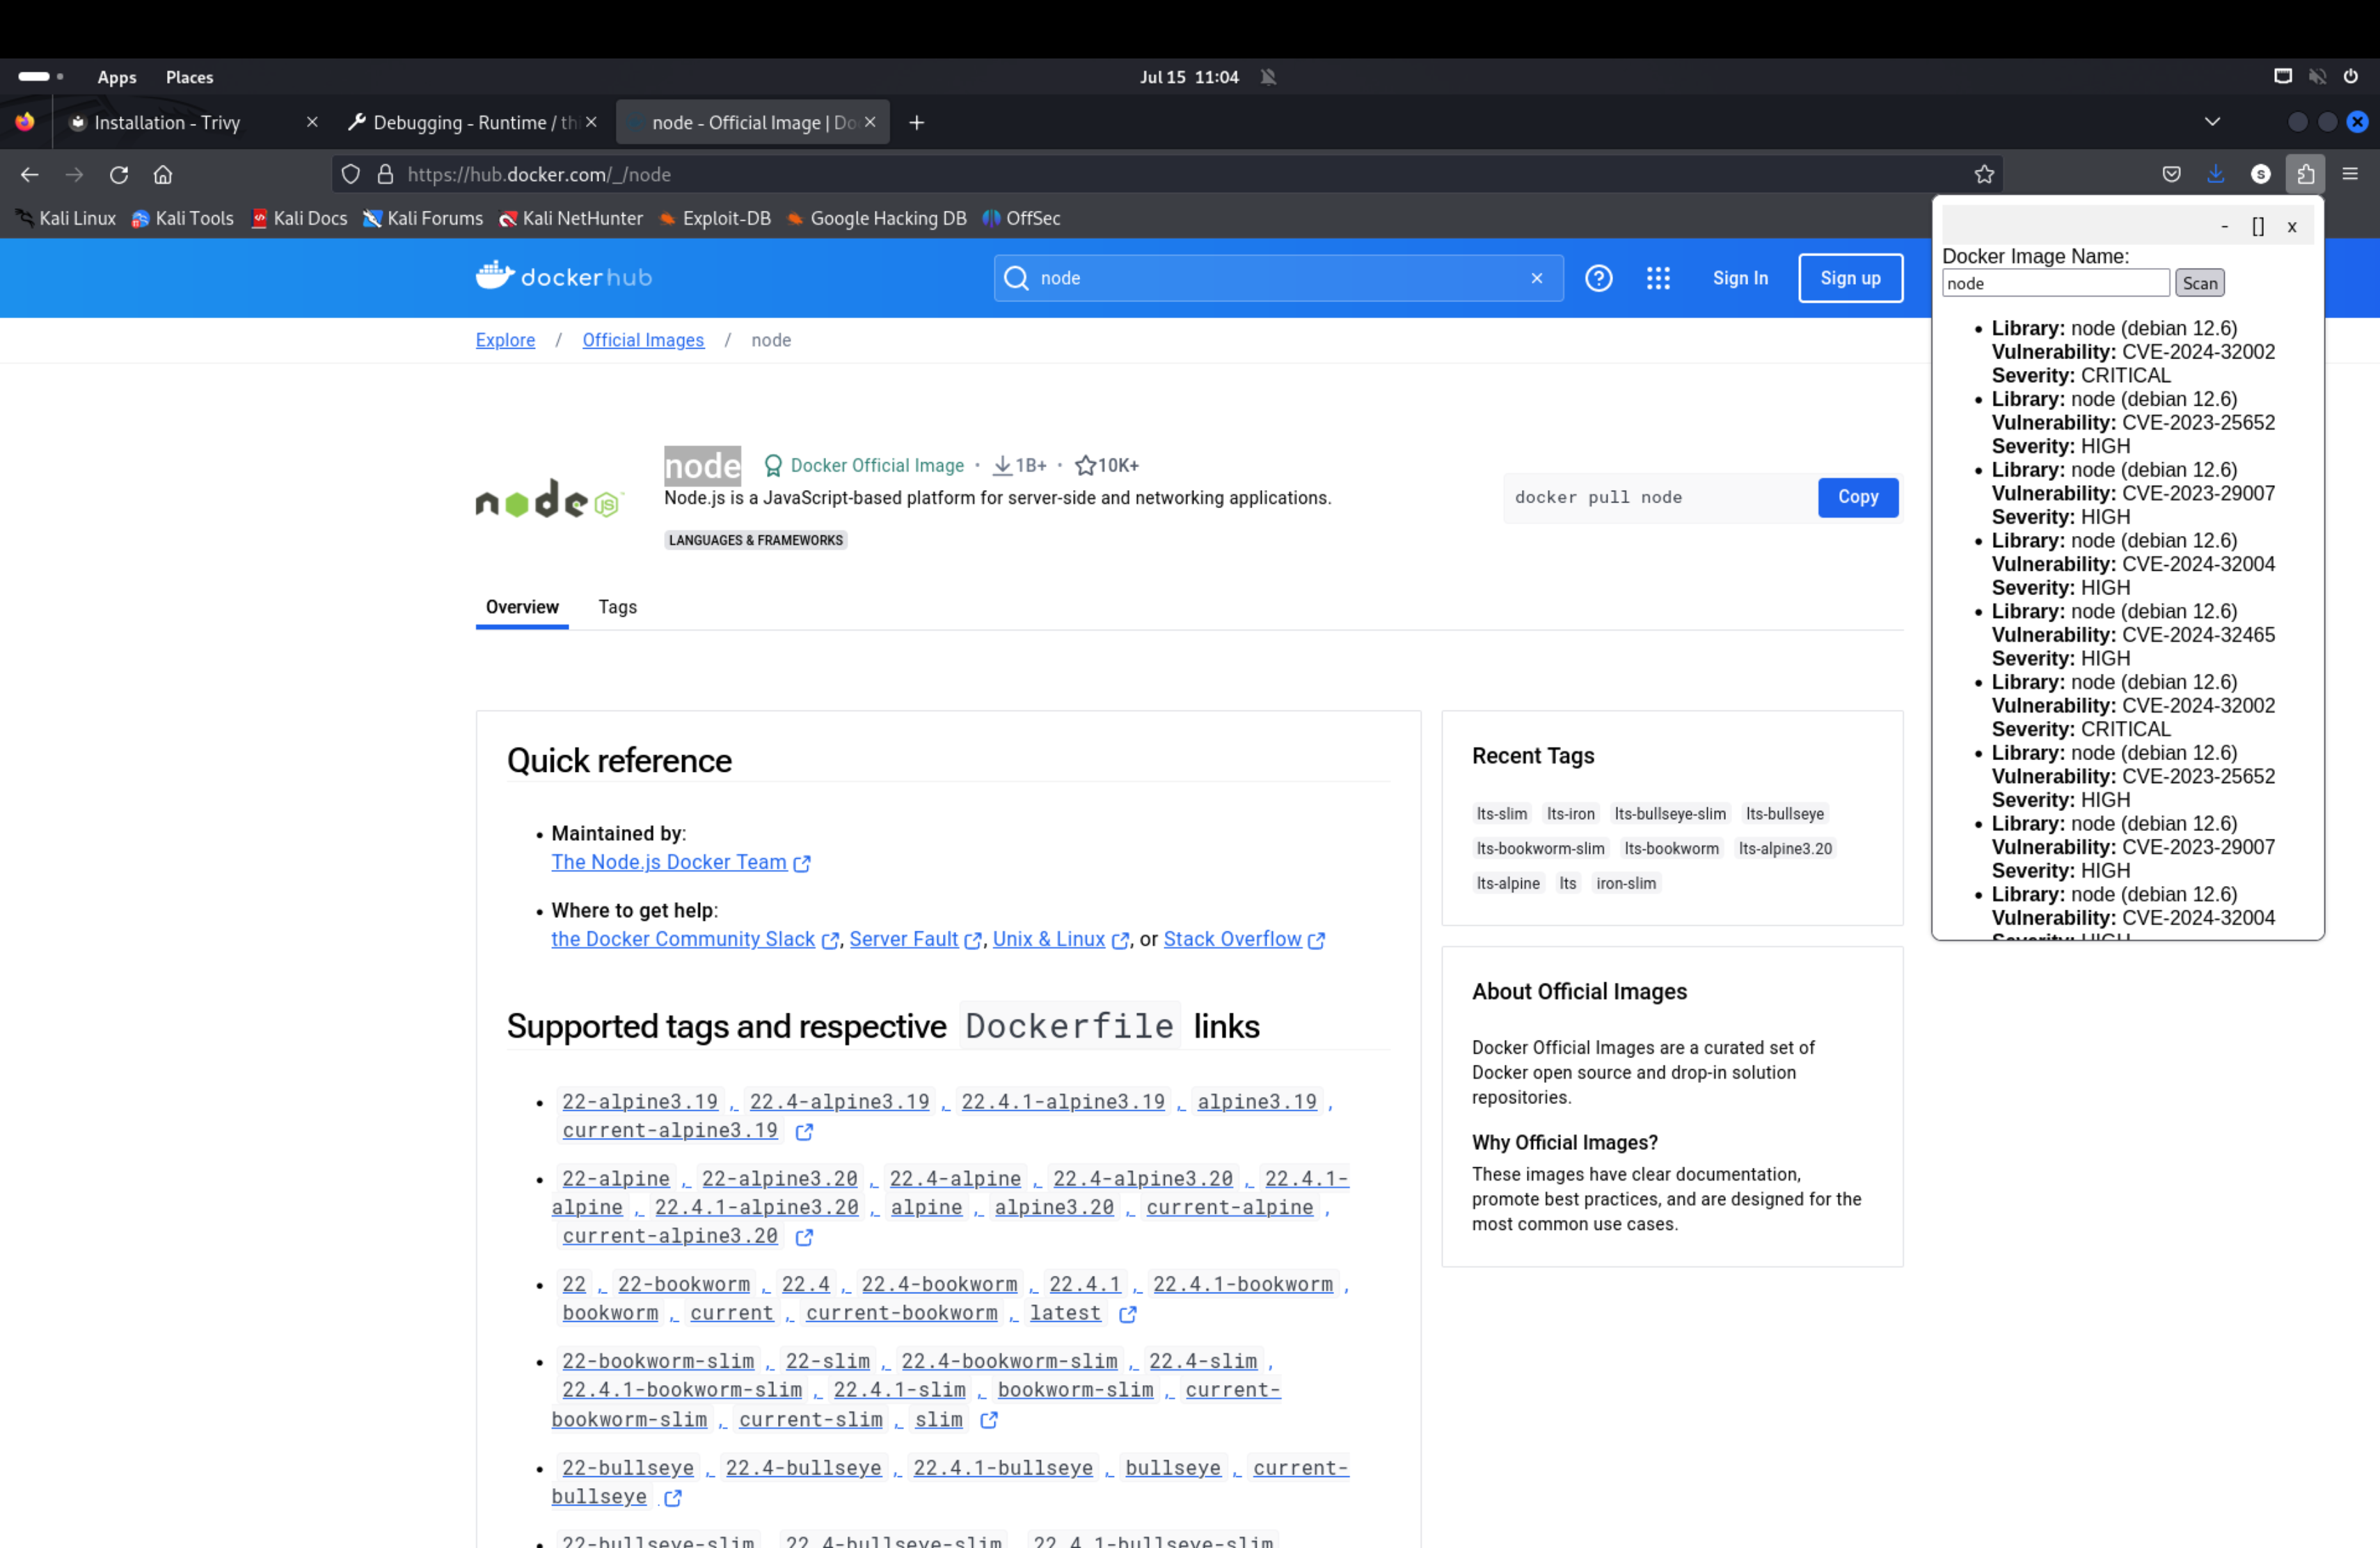 Apps Places Jul 15 11:04
Installation - Trivy × Debugging - Runtime / th × node - Official Image | Do × +
https://hub.docker.com/_/node
S
Kali Linux Kali Tools Kali Docs Kali Forums Kali NetHunter Exploit-DB Google Hacking DB OffSec
dockerhub node × Sign In Sign up
Explore / Official Images / node
node
node Docker Official Image · 1B+ · 10K+
Node.js is a JavaScript-based platform for server-side and networking applications.
LANGUAGES & FRAMEWORKS
docker pull node Copy
Overview Tags
Quick reference
• Maintained by:
The Node.js Docker Team
• Where to get help:
the Docker Community Slack, Server Fault, Unix & Linux, or Stack Overflow
Supported tags and respective Dockerfile links
• 22-alpine3.19, 22.4-alpine3.19, 22.4.1-alpine3.19, alpine3.19,
current-alpine3.19
• 22-alpine, 22-alpine3.20, 22.4-alpine, 22.4-alpine3.20, 22.4.1-
alpine, 22.4.1-alpine3.20, alpine, alpine3.20, current-alpine,
current-alpine3.20
• 22, 22-bookworm, 22.4, 22.4-bookworm, 22.4.1, 22.4.1-bookworm,
bookworm, current, current-bookworm, latest
• 22-bookworm-slim, 22-slim, 22.4-bookworm-slim, 22.4-slim,
22.4.1-bookworm-slim, 22.4.1-slim, bookworm-slim, current-
bookworm-slim, current-slim, slim
• 22-bullseye, 22.4-bullseye, 22.4.1-bullseye, bullseye, current-
bullseye
• 22-bullseye-slim 22.4-bullseye-slim 22.4.1-bullseye-slim
Recent Tags
lts-slim lts-iron lts-bullseye-slim lts-bullseye
lts-bookworm-slim lts-bookworm lts-alpine3.20
lts-alpine lts iron-slim
About Official Images
Docker Official Images are a curated set of
Docker open source and drop-in solution
repositories.
Why Official Images?
These images have clear documentation,
promote best practices, and are designed for the
most common use cases.
- [] x
Docker Image Name:
node Scan
• Library: node (debian 12.6)
Vulnerability: CVE-2024-32002
Severity: CRITICAL
• Library: node (debian 12.6)
Vulnerability: CVE-2023-25652
Severity: HIGH
• Library: node (debian 12.6)
Vulnerability: CVE-2023-29007
Severity: HIGH
• Library: node (debian 12.6)
Vulnerability: CVE-2024-32004
Severity: HIGH
• Library: node (debian 12.6)
Vulnerability: CVE-2024-32465
Severity: HIGH
• Library: node (debian 12.6)
Vulnerability: CVE-2024-32002
Severity: CRITICAL
• Library: node (debian 12.6)
Vulnerability: CVE-2023-25652
Severity: HIGH
• Library: node (debian 12.6)
Vulnerability: CVE-2023-29007
Severity: HIGH
• Library: node (debian 12.6)
Vulnerability: CVE-2024-32004
Severity: HIGH